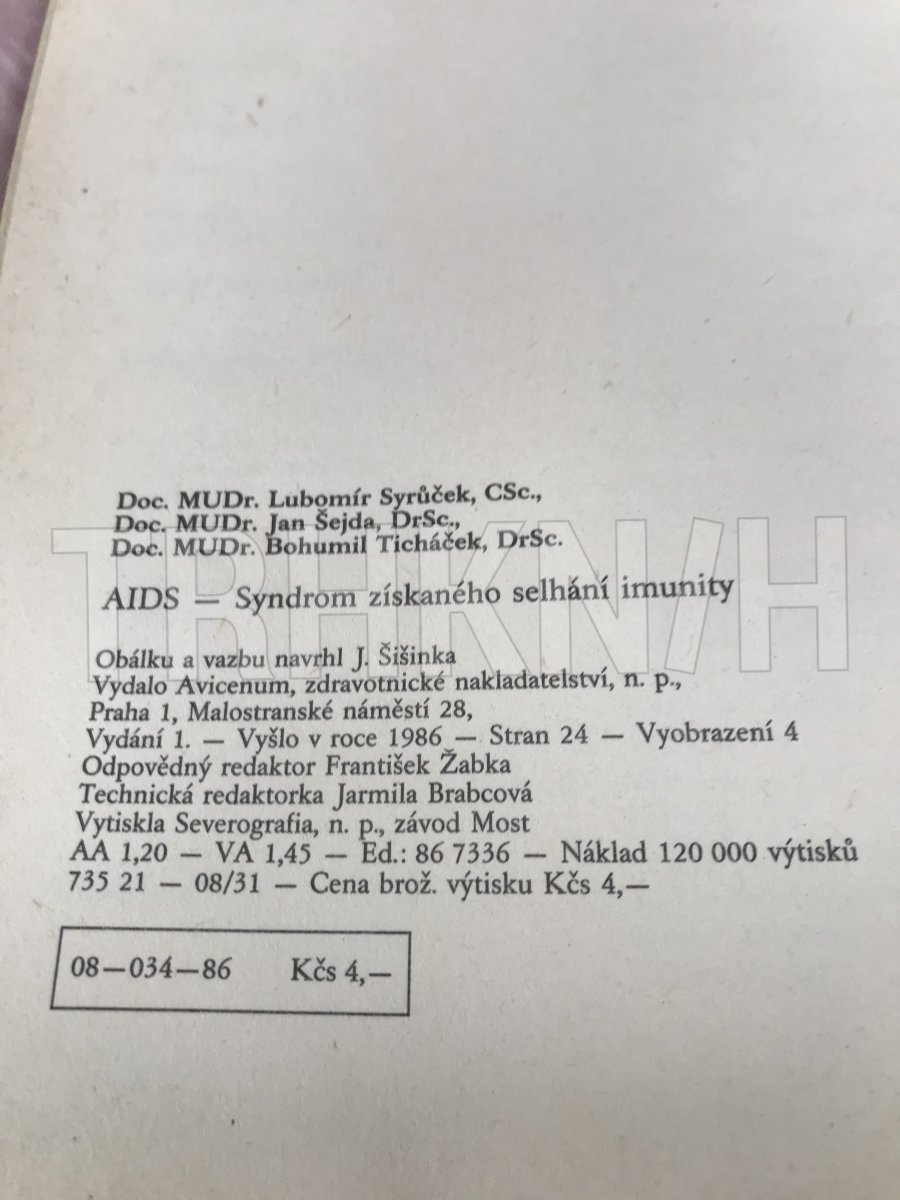 Doc. MUDr. Lubomír Syrůček, CSc.,
Doc. MUDr. Jan Šejda, DrSc.,
Doc. MUDr. Bohumil Ticháček, DrSc.
AIDS — Syndrom získaného selhání imunity
Obálku a vazbu navrhl J. Šišinka
Vydalo Avicenum, zdravotnické nakladatelství, n. p.,
Praha 1, Malostranské náměstí 28,
Vydání 1. — Vyšlo v roce 1986 — Stran 24 — Vyobrazení 4
Odpovědný redaktor František Žabka
Technická redaktorka Jarmila Brabcová
Vytiskla Severografia, n. p., závod Most
AA 1,20 — VA 1,45 — Ed.: 86 7336 — Náklad 120 000 výtisků
735 21 — 08/31 — Cena brož. výtisku Kčs 4,—
08—034—86 Kčs 4,—
TRHKN/H